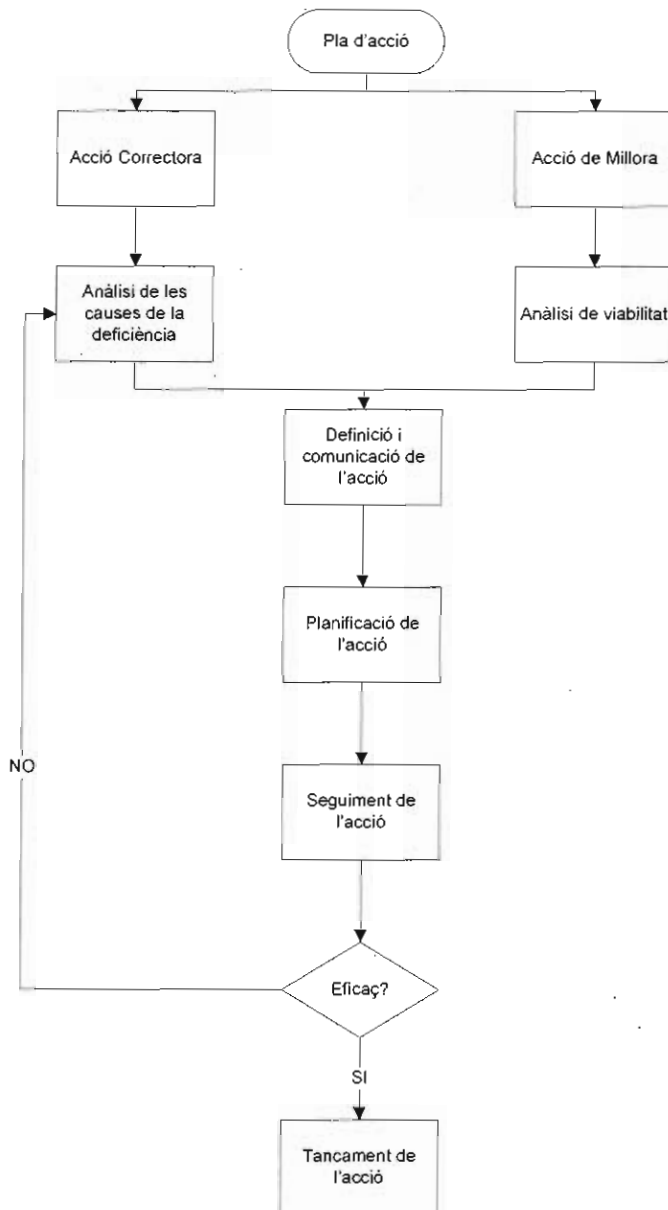 Pla d'acció
Acció Correctora
Acció de Millora
Anàlisi de les
causes de la
deficiència
Anàlisi de viabilitat
Definició i
comunicació de
l'acció
Planificació de
l'acció
Seguiment de
l'acció
NO
Eficaç?
SI
Tancament de
l'acció